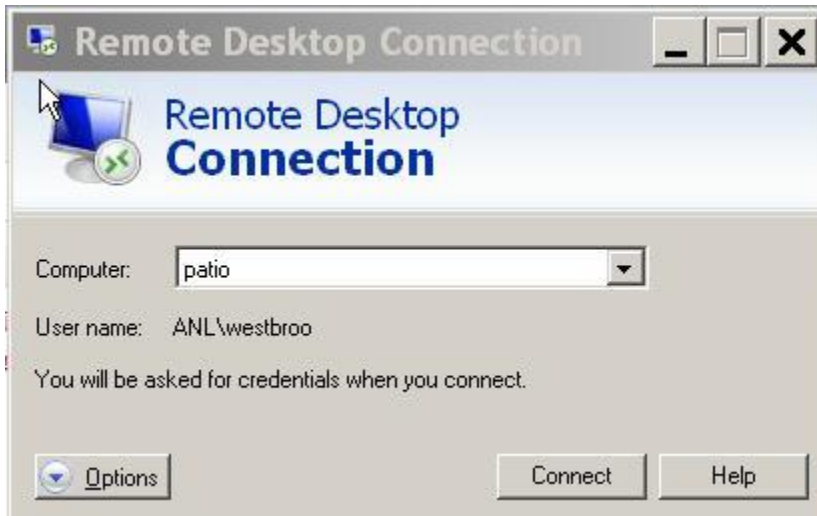 Remote Desktop Connection
Remote Desktop
Connection
Computer: patio
User name: ANL\westbroo
You will be asked for credentials when you connect.
Options Connect Help